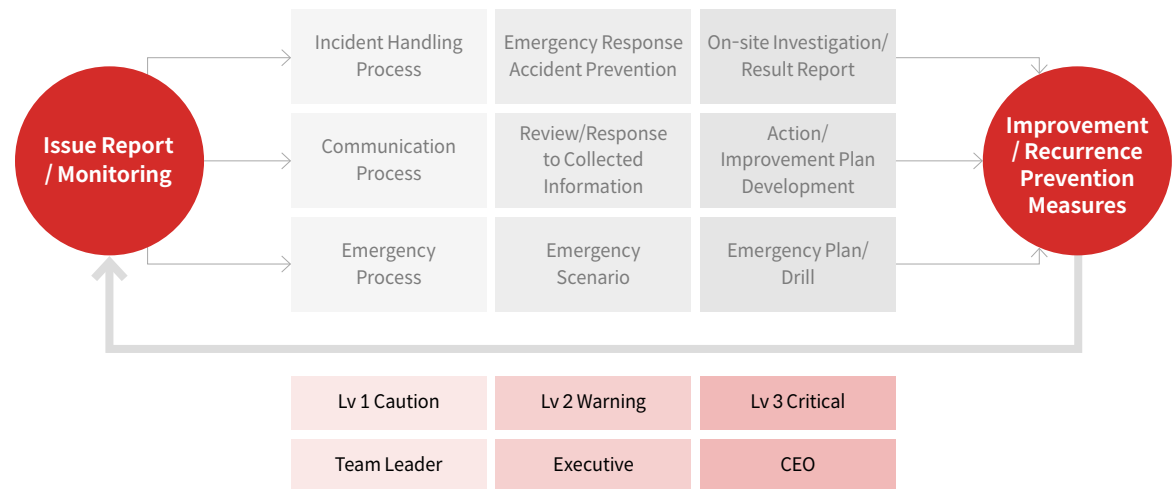 Issue Report
/ Monitoring
Incident Handling
Process
Emergency Response
Accident Prevention
On-site Investigation/
Result Report
Communication
Process
Review/Response
to Collected
Information
Action/
Improvement Plan
Development
Emergency
Process
Emergency
Scenario
Emergency Plan/
Drill
Improvement
/ Recurrence
Prevention
Measures
Lv 1 Caution
Lv 2 Warning
Lv 3 Critical
Team Leader
Executive
CEO